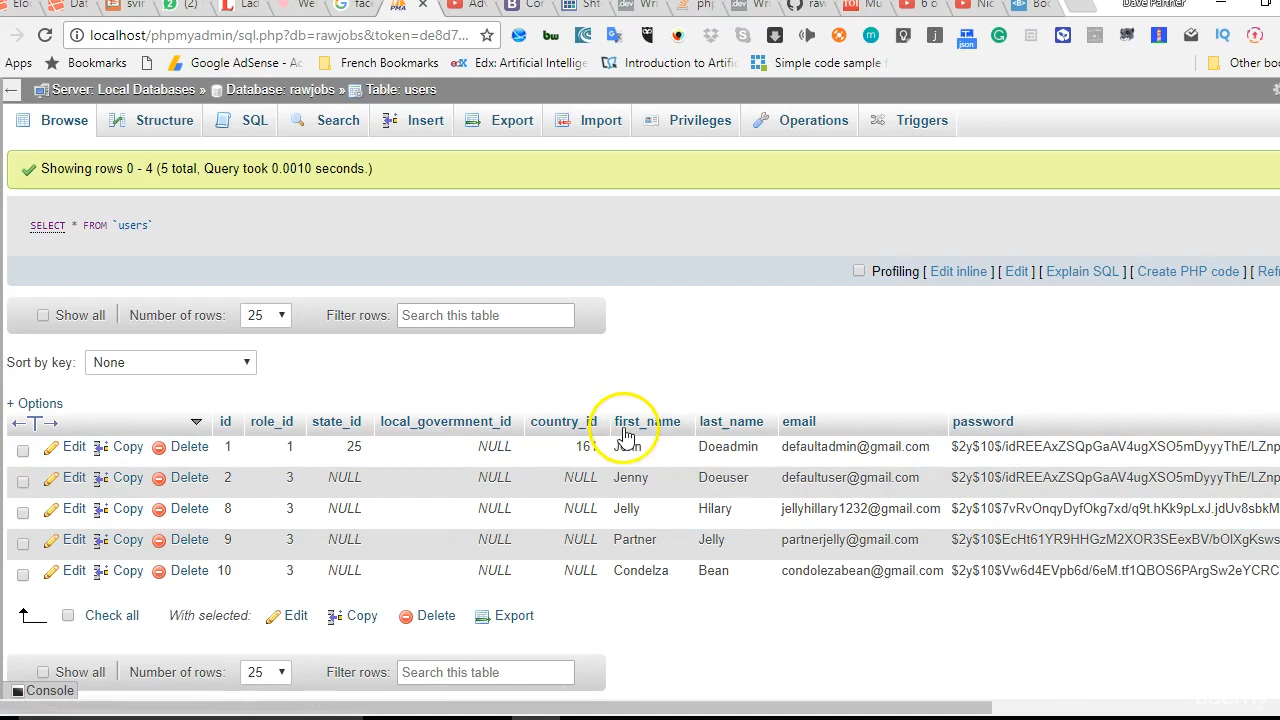 Dave Partner
localhost/phpmyadmin/sql.php?db=rawjobs&token=de8d7...
Apps Bookmarks Google AdSense - Ac French Bookmarks edX Artificial Intellige Introduction to Artific Simple code sample f Other boo
Server: Local Databases » Database: rawjobs » Table: users
Browse Structure SQL Search Insert Export Import Privileges Operations Triggers
Showing rows 0 - 4 (5 total, Query took 0.0010 seconds.)
SELECT * FROM `users`
Profiling [ Edit inline ] [ Edit ] [ Explain SQL ] [ Create PHP code ] [ Refr
Show all Number of rows: 25 Filter rows: Search this table
Sort by key: None
+ Options
id role_id state_id local_govermnent_id country_id first_name last_name email password
Edit Copy Delete 1 1 25 NULL 161 John Doeadmin defaultadmin@gmail.com $2y$10$/idREEAxZSQpGaAV4ugXSO5mDyyyThE/LZnp
Edit Copy Delete 2 3 NULL NULL NULL Jenny Doeuser defaultuser@gmail.com $2y$10$/idREEAxZSQpGaAV4ugXSO5mDyyyThE/LZnp
Edit Copy Delete 8 3 NULL NULL NULL Jelly Hilary jellyhillary1232@gmail.com $2y$10$7vRvOnqyDyfOkg7xd/q9t.hKk9pLxJ.jdUv8sbkM
Edit Copy Delete 9 3 NULL NULL NULL Partner Jelly partnerjelly@gmail.com $2y$10$EcHt61YR9HHGzM2XOR3SEexBV/bOlXgKsws
Edit Copy Delete 10 3 NULL NULL NULL Condelza Bean condolezabean@gmail.com $2y$10$Vw6d4EVpb6d/6eM.tf1QBOS6PArgSw2eYCRC
Check all With selected: Edit Copy Delete Export
Show all Number of rows: 25 Filter rows: Search this table
Console